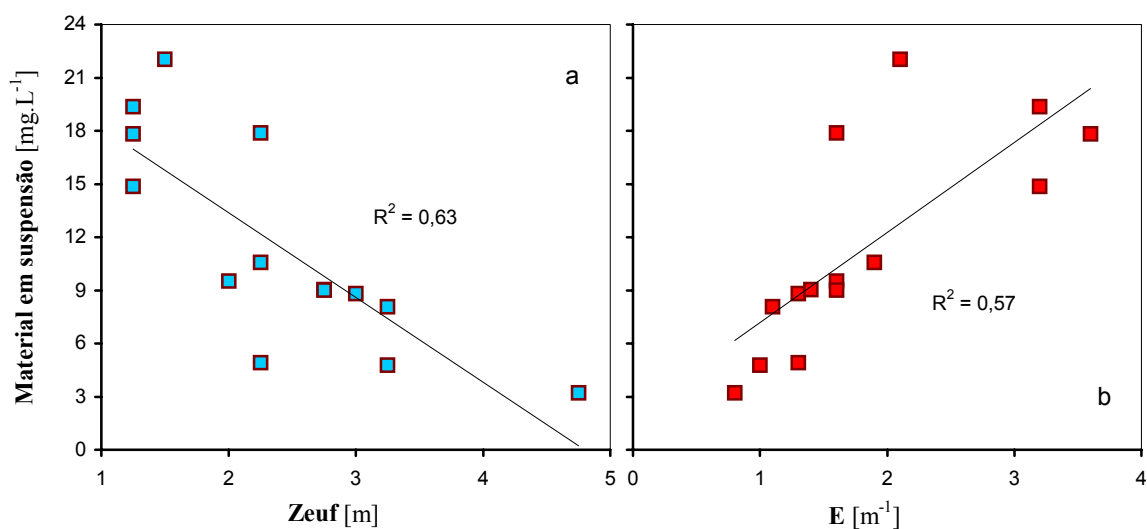 Material em suspensão [mg.L⁻¹]
24
21
18
15
12
9
6
3
0
a
R² = 0,63
1 2 3 4 5
Zeuf [m]
b
R² = 0,57
0 1 2 3 4
E [m⁻¹]